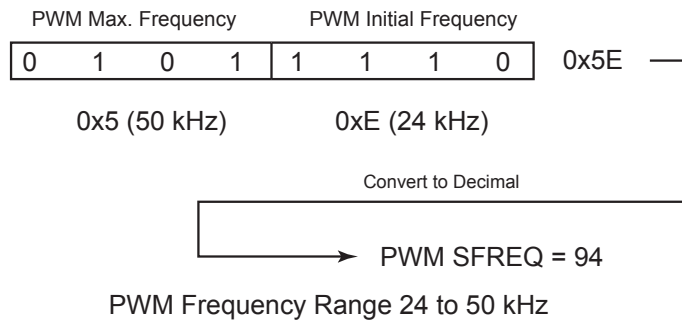 PWM Max. Frequency PWM Initial Frequency
0 1 0 1 1 1 1 0 0x5E
0x5 (50 kHz) 0xE (24 kHz)
Convert to Decimal
PWM SFREQ = 94
PWM Frequency Range 24 to 50 kHz